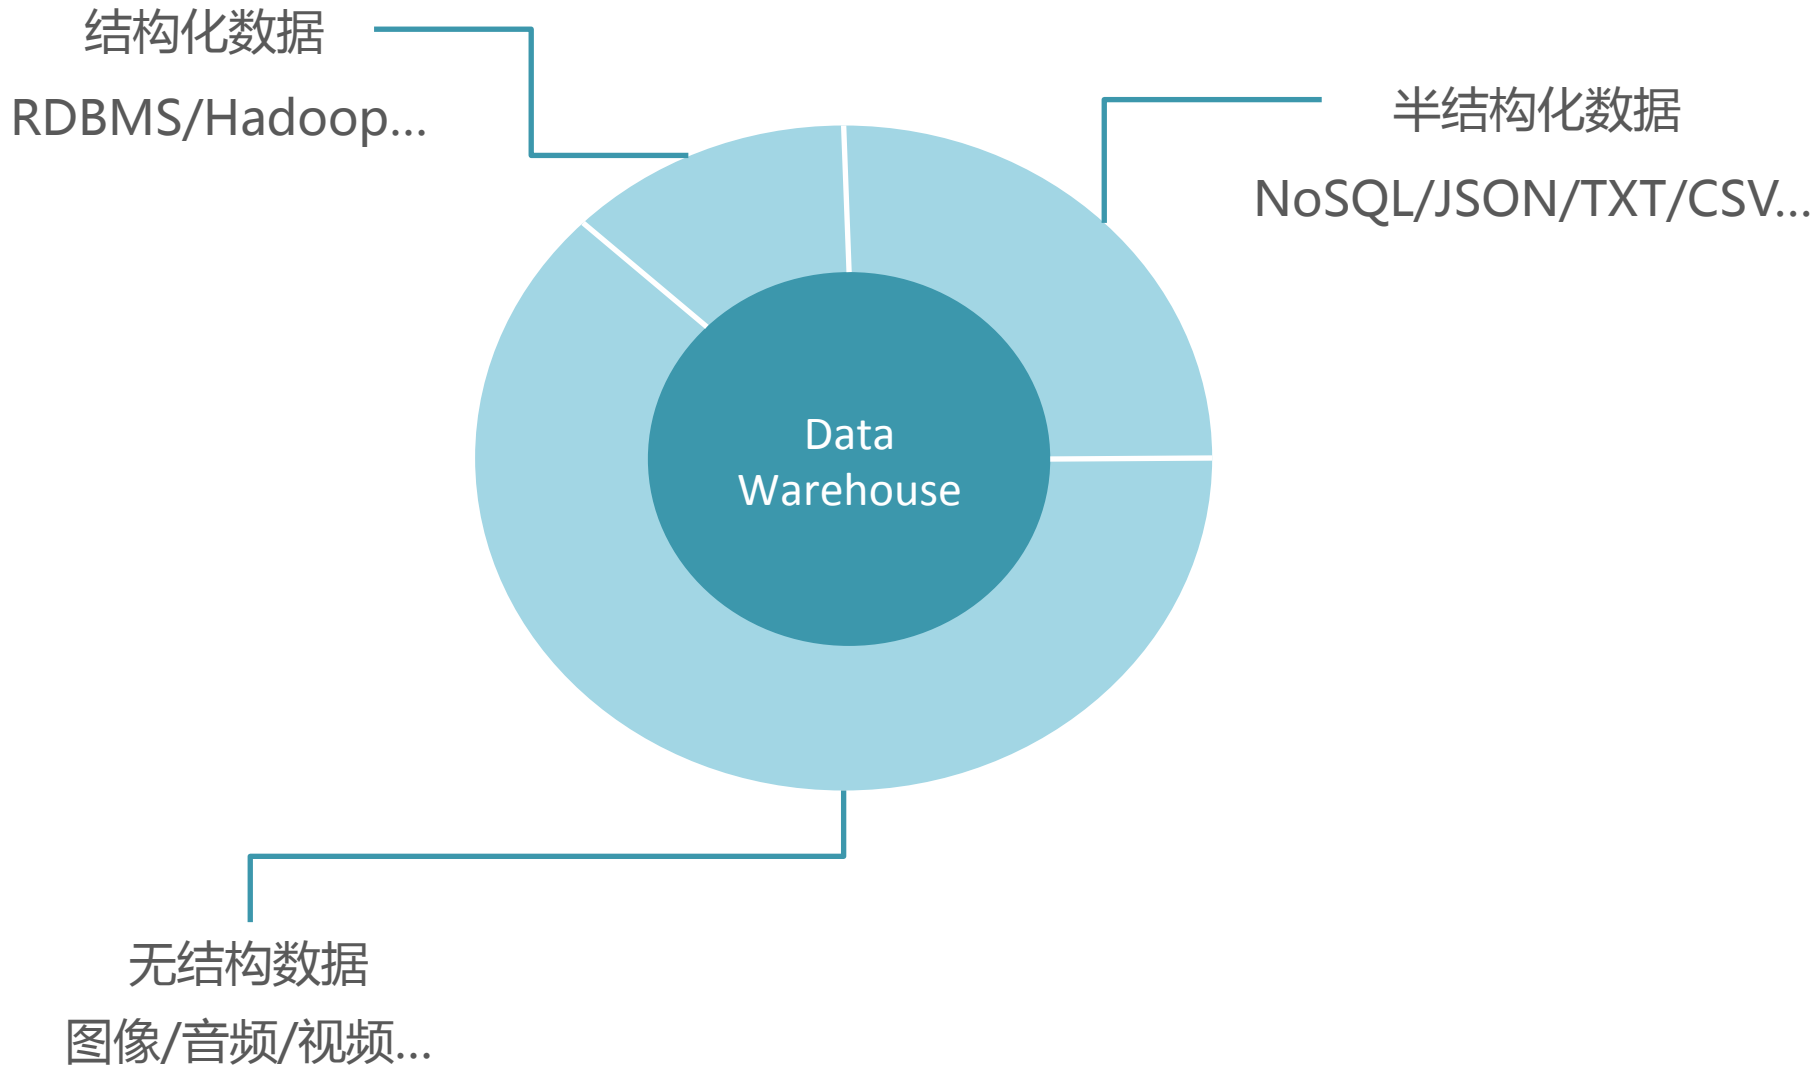 结构化数据
RDBMS/Hadoop...
半结构化数据
NoSQL/JSON/TXT/CSV...
Data
Warehouse
无结构数据
图像/音频/视频...